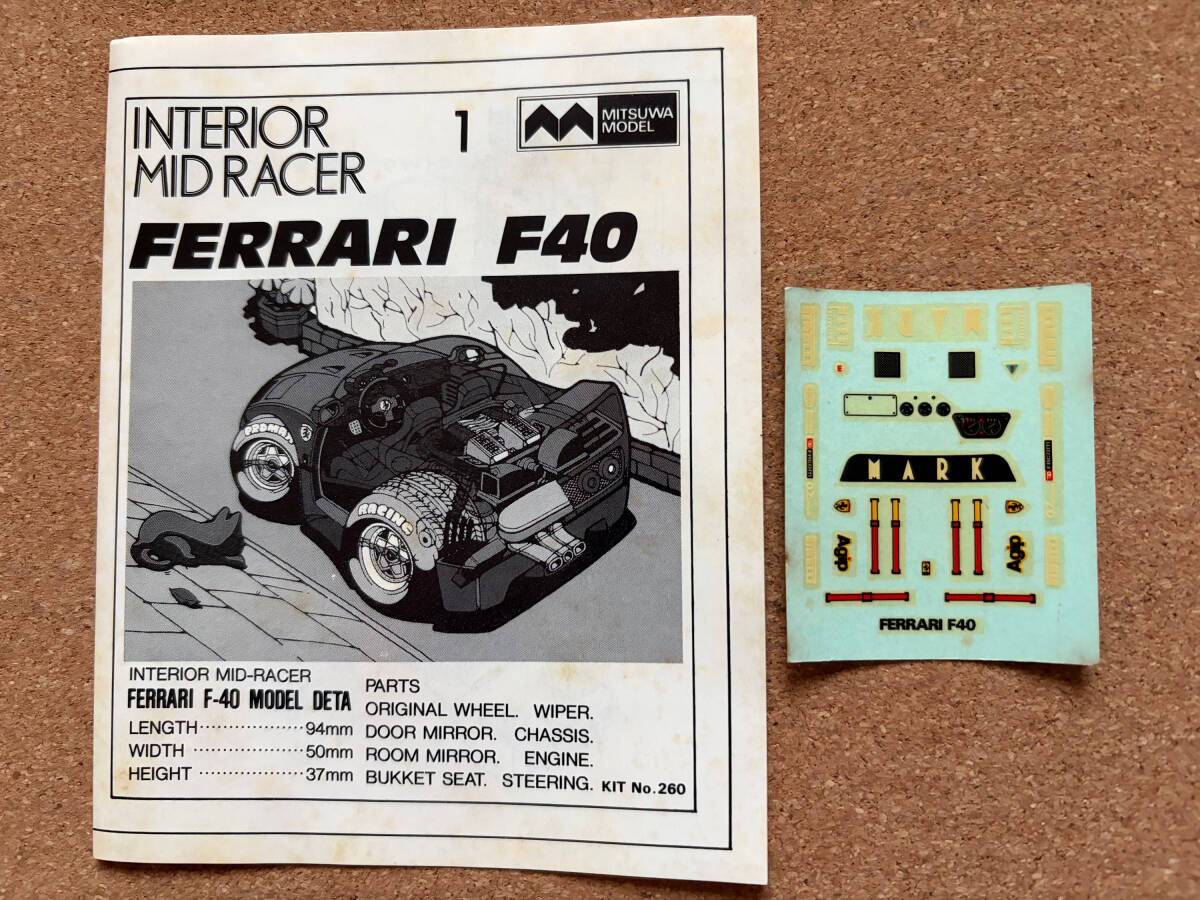 INTERIOR
MID RACER
1
MITSUWA
MODEL
FERRARI F40
PROMAX
RACING
INTERIOR MID-RACER
FERRARI F-40 MODEL DETA
LENGTH 94mm
WIDTH 50mm
HEIGHT 37mm
PARTS
ORIGINAL WHEEL. WIPER.
DOOR MIRROR. CHASSIS.
ROOM MIRROR. ENGINE.
BUKKET SEAT. STEERING.
KIT No.260
MARK
MARK
Agip
Agip
FERRARI F40